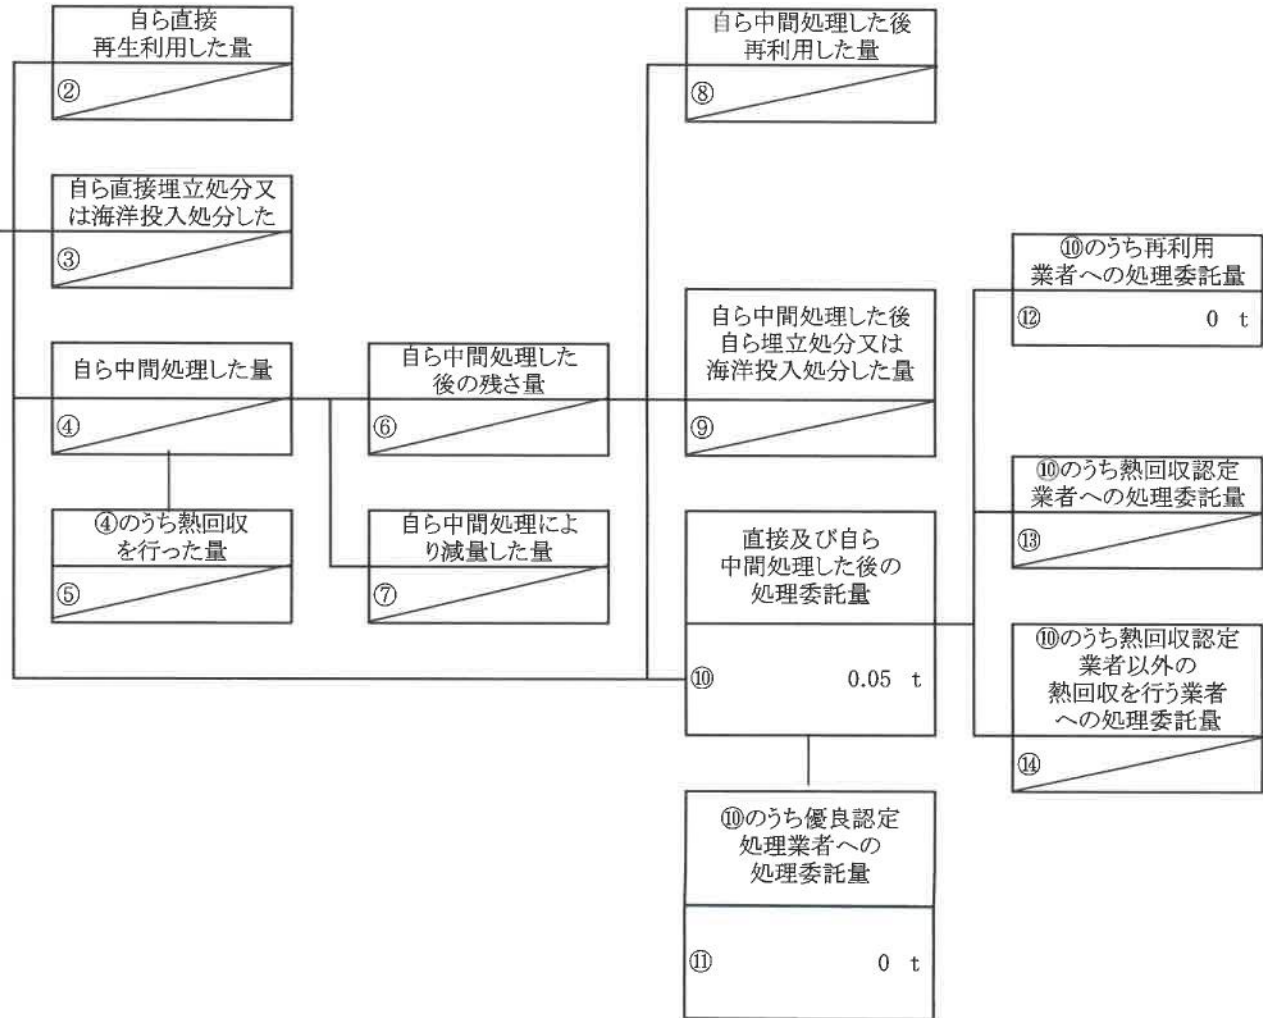 自ら直接
再生利用した量
②
自ら直接埋立処分又
は海洋投入処分した
③
自ら中間処理した量
④
④のうち熱回収
を行った量
⑤
自ら中間処理した
後の残さ量
⑥
自ら中間処理によ
り減量した量
⑦
自ら中間処理した後
再利用した量
⑧
自ら中間処理した後
自ら埋立処分又は
海洋投入処分した量
⑨
直接及び自ら
中間処理した後の
処理委託量
⑩ 0.05 t
⑩のうち優良認定
処理業者への
処理委託量
⑪ 0 t
⑩のうち再利用
業者への処理委託量
⑫ 0 t
⑩のうち熱回収認定
業者への処理委託量
⑬
⑩のうち熱回収認定
業者以外の
熱回収を行う業者
への処理委託量
⑭